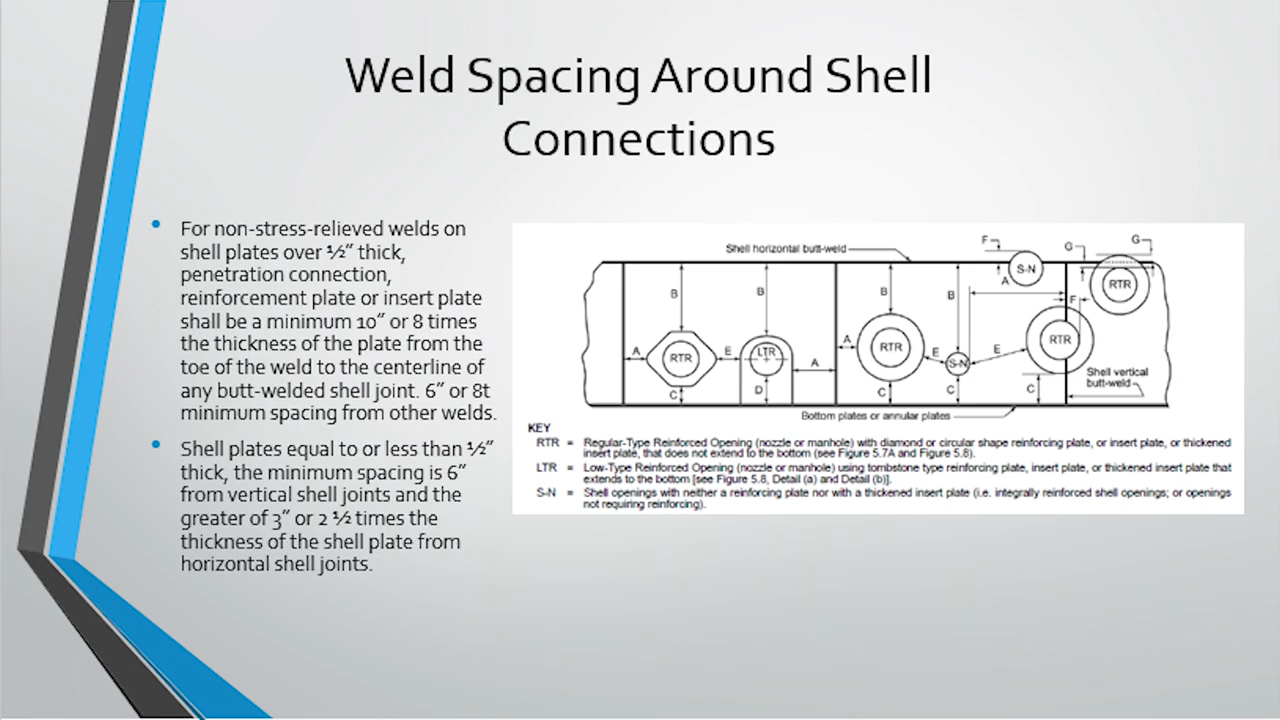 Weld Spacing Around Shell
Connections
• For non-stress-relieved welds on
shell plates over ½” thick,
penetration connection,
reinforcement plate or insert plate
shall be a minimum 10” or 8 times
the thickness of the plate from the
toe of the weld to the centerline of
any butt-welded shell joint. 6” or 8t
minimum spacing from other welds.
• Shell plates equal to or less than ½”
thick, the minimum spacing is 6”
from vertical shell joints and the
greater of 3” or 2 ½ times the
thickness of the shell plate from
horizontal shell joints.
Shell horizontal butt-weld
F
G
G
S-N
RTR
A
B
B
B
B
F
A
RTR
E
LTR
A
A
RTR
E
S-N
E
RTR
C
D
C
C
C
Shell vertical
butt-weld
Bottom plates or annular plates
KEY
RTR = Regular-Type Reinforced Opening (nozzle or manhole) with diamond or circular shape reinforcing plate, or insert plate, or thickened
insert plate, that does not extend to the bottom (see Figure 5.7A and Figure 5.8).
LTR = Low-Type Reinforced Opening (nozzle or manhole) using tombstone type reinforcing plate, insert plate, or thickened insert plate that
extends to the bottom [see Figure 5.8, Detail (a) and Detail (b)].
S-N = Shell openings with neither a reinforcing plate nor with a thickened insert plate (i.e. integrally reinforced shell openings; or openings
not requiring reinforcing).